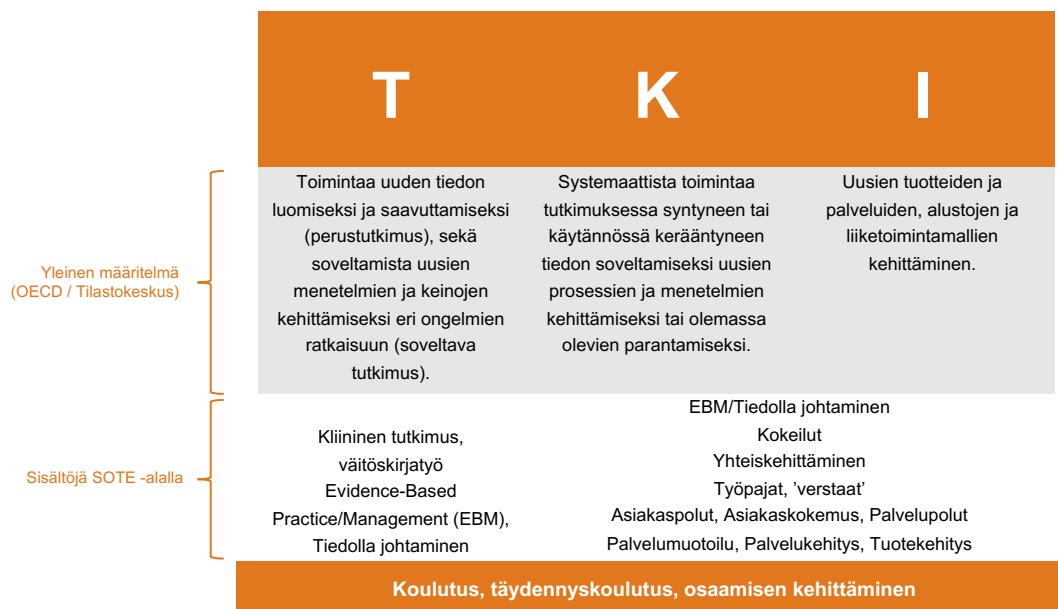 T
K
I
Yleinen määritelmä
(OECD / Tilastokeskus)
Toimintaa uuden tiedon
luomiseksi ja saavuttamiseksi
(perustutkimus), sekä
soveltamista uusien
menetelmien ja keinojen
kehittämiseksi eri ongelmien
ratkaisuun (soveltava
tutkimus).
Systemaattista toimintaa
tutkimuksessa syntyneen tai
käytännössä kerääntyneen
tiedon soveltamiseksi uusien
prosessien ja menetelmien
kehittämiseksi tai olemassa
olevien parantamiseksi.
Uusien tuotteiden ja
palveluiden, alustojen ja
liiketoimintamallien
kehittäminen.
Sisältöjä SOTE -alalla
Kliininen tutkimus,
väitöskirjatyö
Evidence-Based
Practice/Management (EBM),
Tiedolla johtaminen
EBM/Tiedolla johtaminen
Kokeilut
Yhteiskehittäminen
Työpajat, ’verstaat’
Asiakaspolut, Asiakaskokemus, Palvelupolut
Palvelumuotoilu, Palvelukehitys, Tuotekehitys
Koulutus, täydennyskoulutus, osaamisen kehittäminen